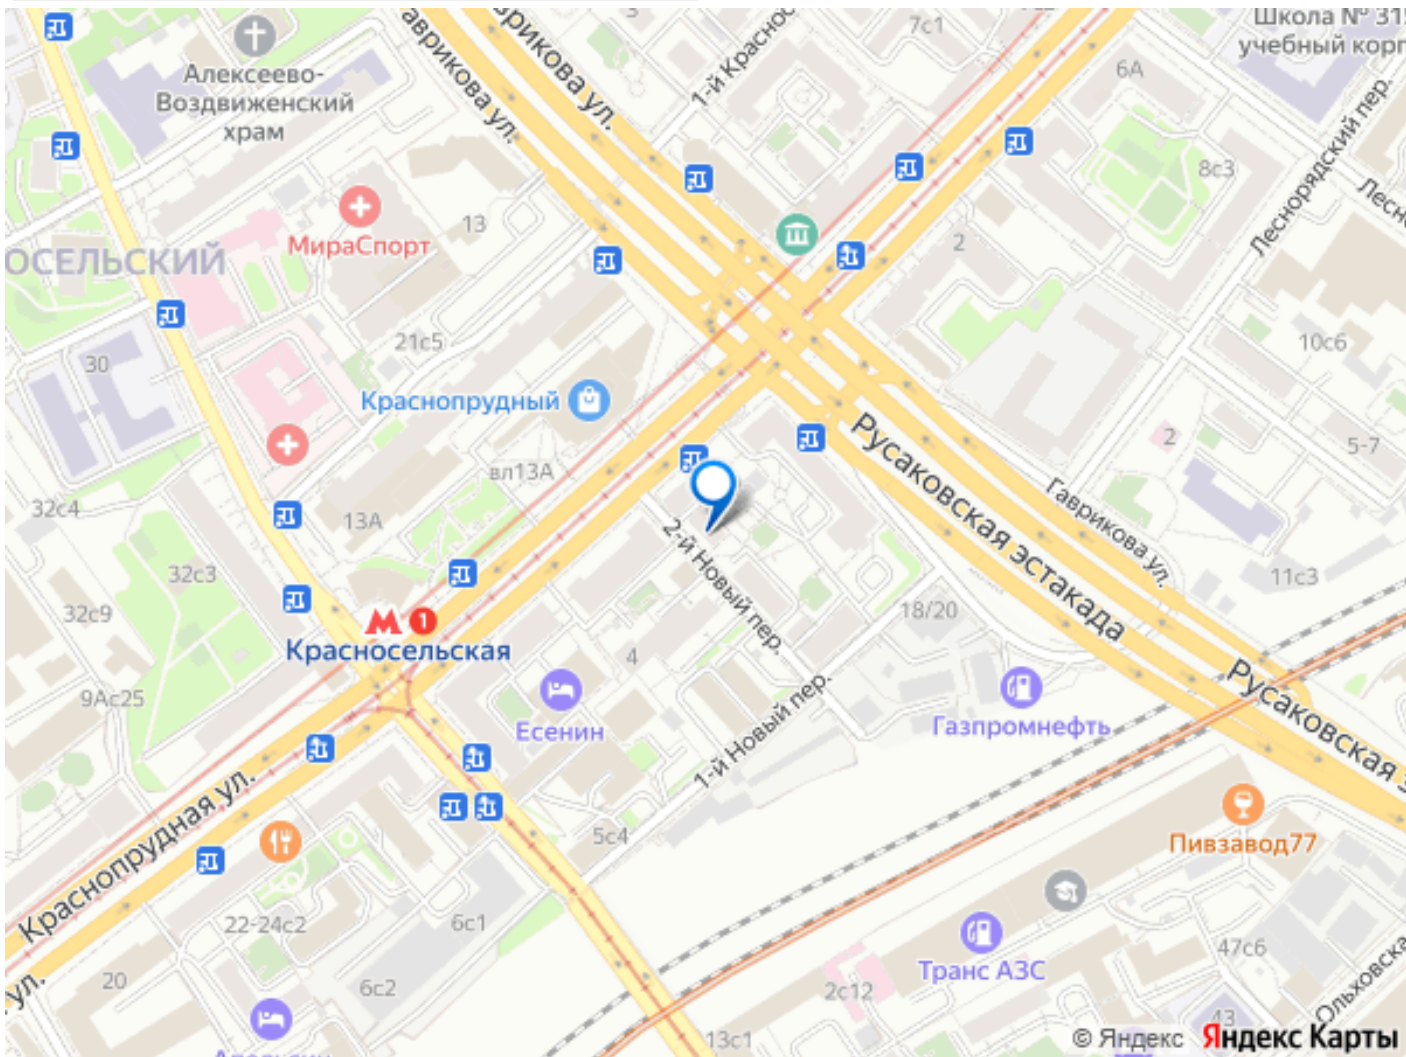 Школа № 31
учебный корп
7с1
6А
1-й Краснос
Гаврикова ул.
Алексеево-
Воздвиженский
храм
Леснорядский пер.
8с3
13
2
МираСпорт
21с5
30
10с6
Краснопрудный
5-7
2
вл13А
32с4
13А
Русаковская эстакада
Гаврикова ул.
2-й Новый пер.
32с3
11с3
32с9
18/20
1
Красносельская
4
9Ас25
Есенин
Газпромнефть
1-й Новый пер.
Русаковская э
Краснопрудная ул.
5с4
Пивзавод77
22-24с2
6с1
47с6
20
Транс АЗС
6с2
2с12
Ольховска
43
13с1
© Яндекс Яндекс Карты